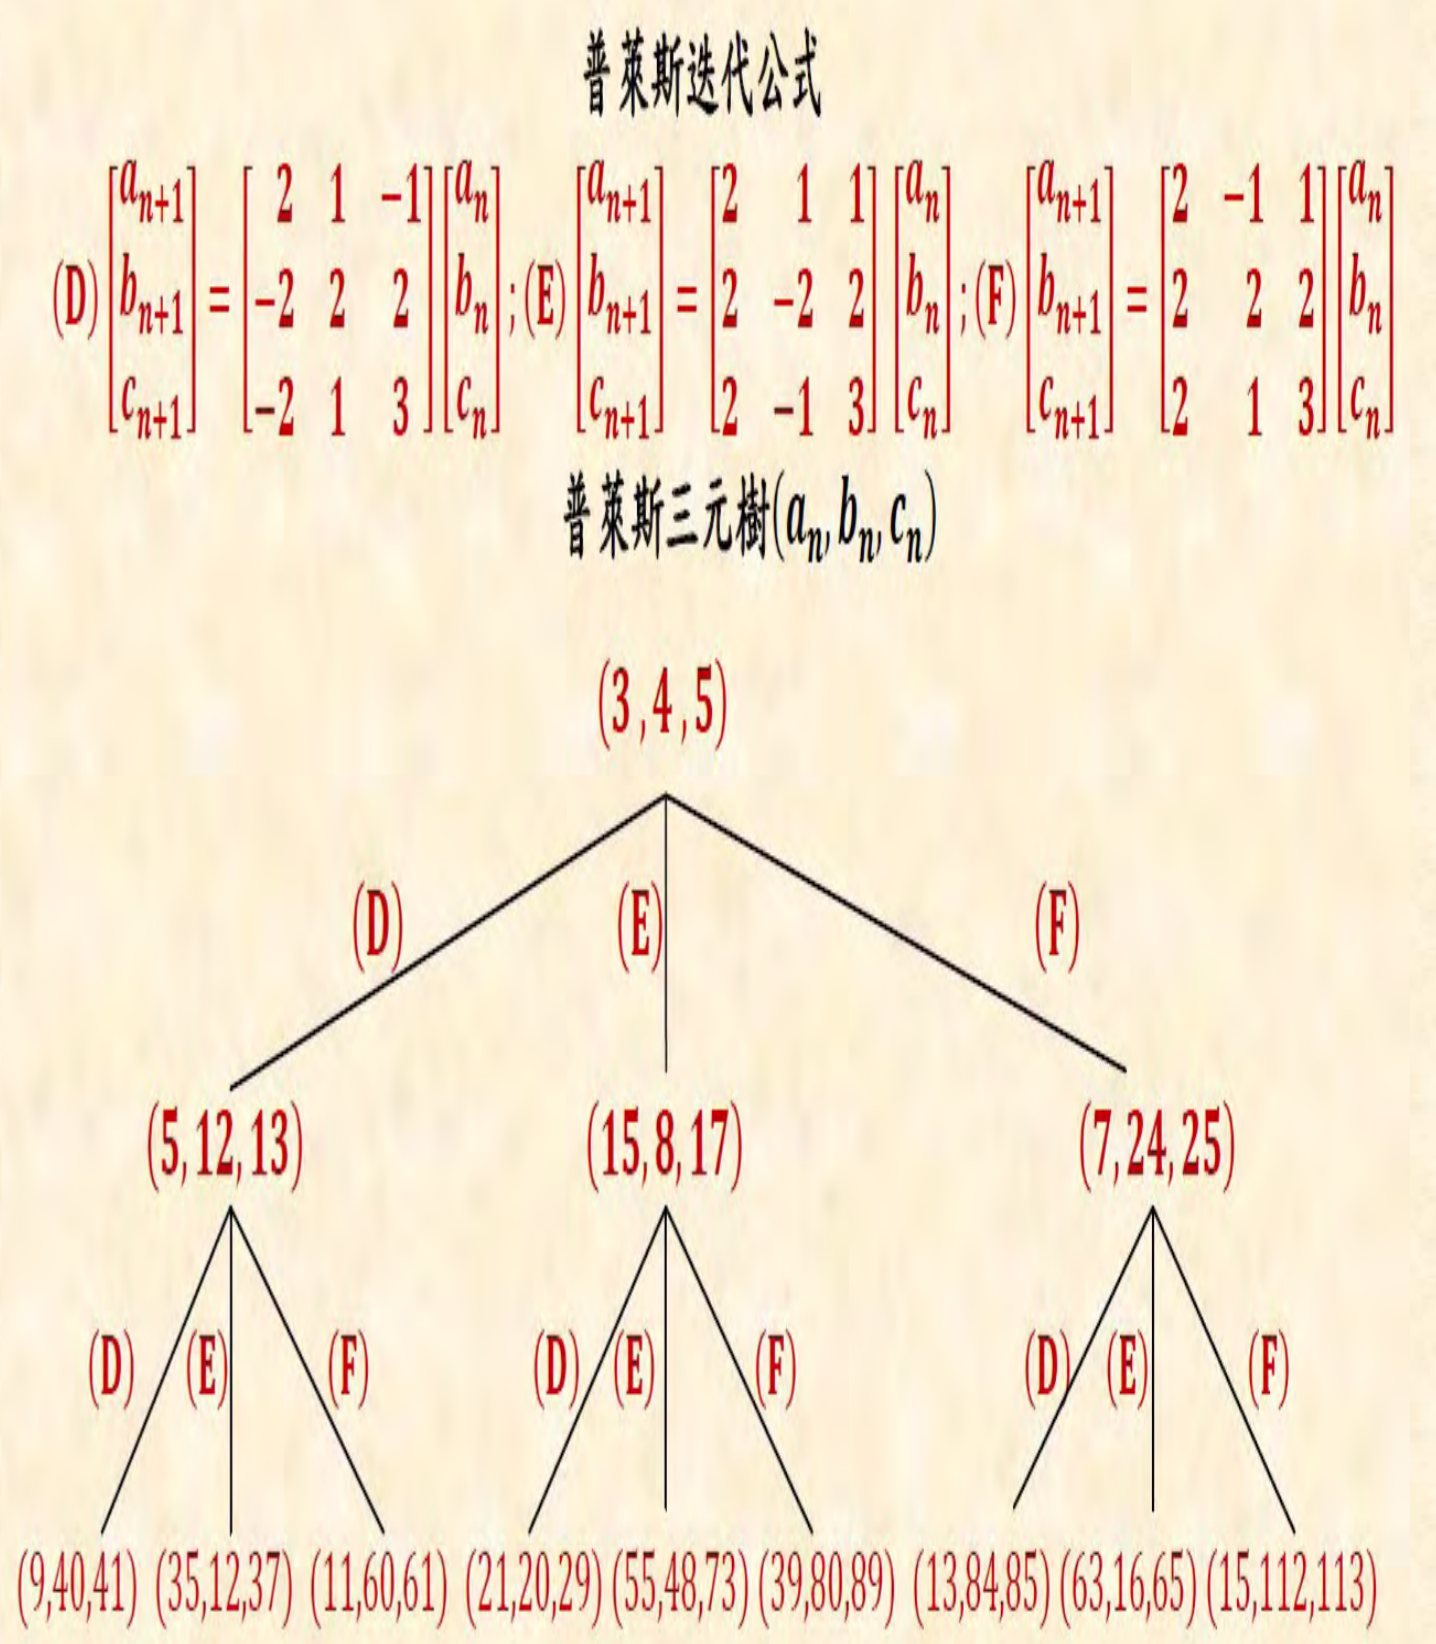 普萊斯迭代公式
(D) [a_{n+1} b_{n+1} c_{n+1}] = [2 1 −1; −2 2 2; −2 1 3] [a_n b_n c_n] ; (E) [a_{n+1} b_{n+1} c_{n+1}] = [2 1 1; 2 −2 2; 2 −1 3] [a_n b_n c_n] ; (F) [a_{n+1} b_{n+1} c_{n+1}] = [2 −1 1; 2 2 2; 2 1 3] [a_n b_n c_n]
普萊斯三元樹(a_n, b_n, c_n)
(3,4,5)
(D) (E) (F)
(5,12,13) (15,8,17) (7,24,25)
(D) (E) (F) (D) (E) (F) (D) (E) (F)
(9,40,41) (35,12,37) (11,60,61) (21,20,29) (55,48,73) (39,80,89) (13,84,85) (63,16,65) (15,112,113)